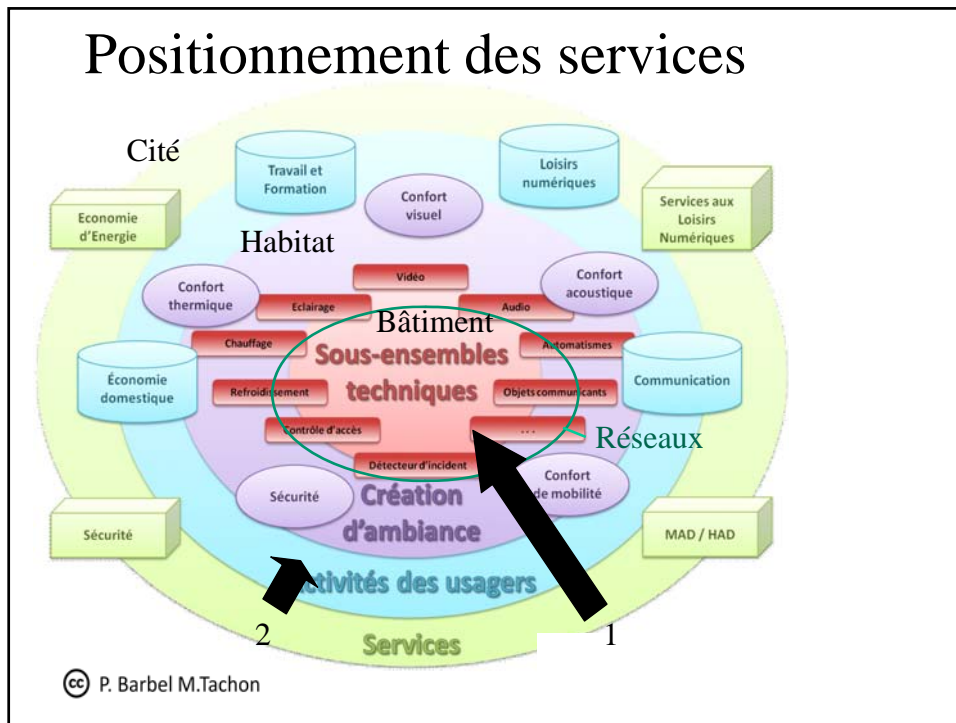 Positionnement des services
Cité
Travail et
Formation
Loisirs
numériques
Economie
d'Energie
Confort
visuel
Services aux
Loisirs
Numériques
Habitat
Confort
thermique
Vidéo
Confort
acoustique
Eclairage
Audio
Bâtiment
Chauffage
Automatismes
Sous-ensembles
techniques
Économie
domestique
Refroidissement
Objets communicants
Communication
Contrôle d'accès
...
Réseaux
Détecteur d'incident
Sécurité
Confort
de mobilité
Création
d'ambiance
Sécurité
MAD / HAD
Activités des usagers
2
1
Services
cc P. Barbel M.Tachon